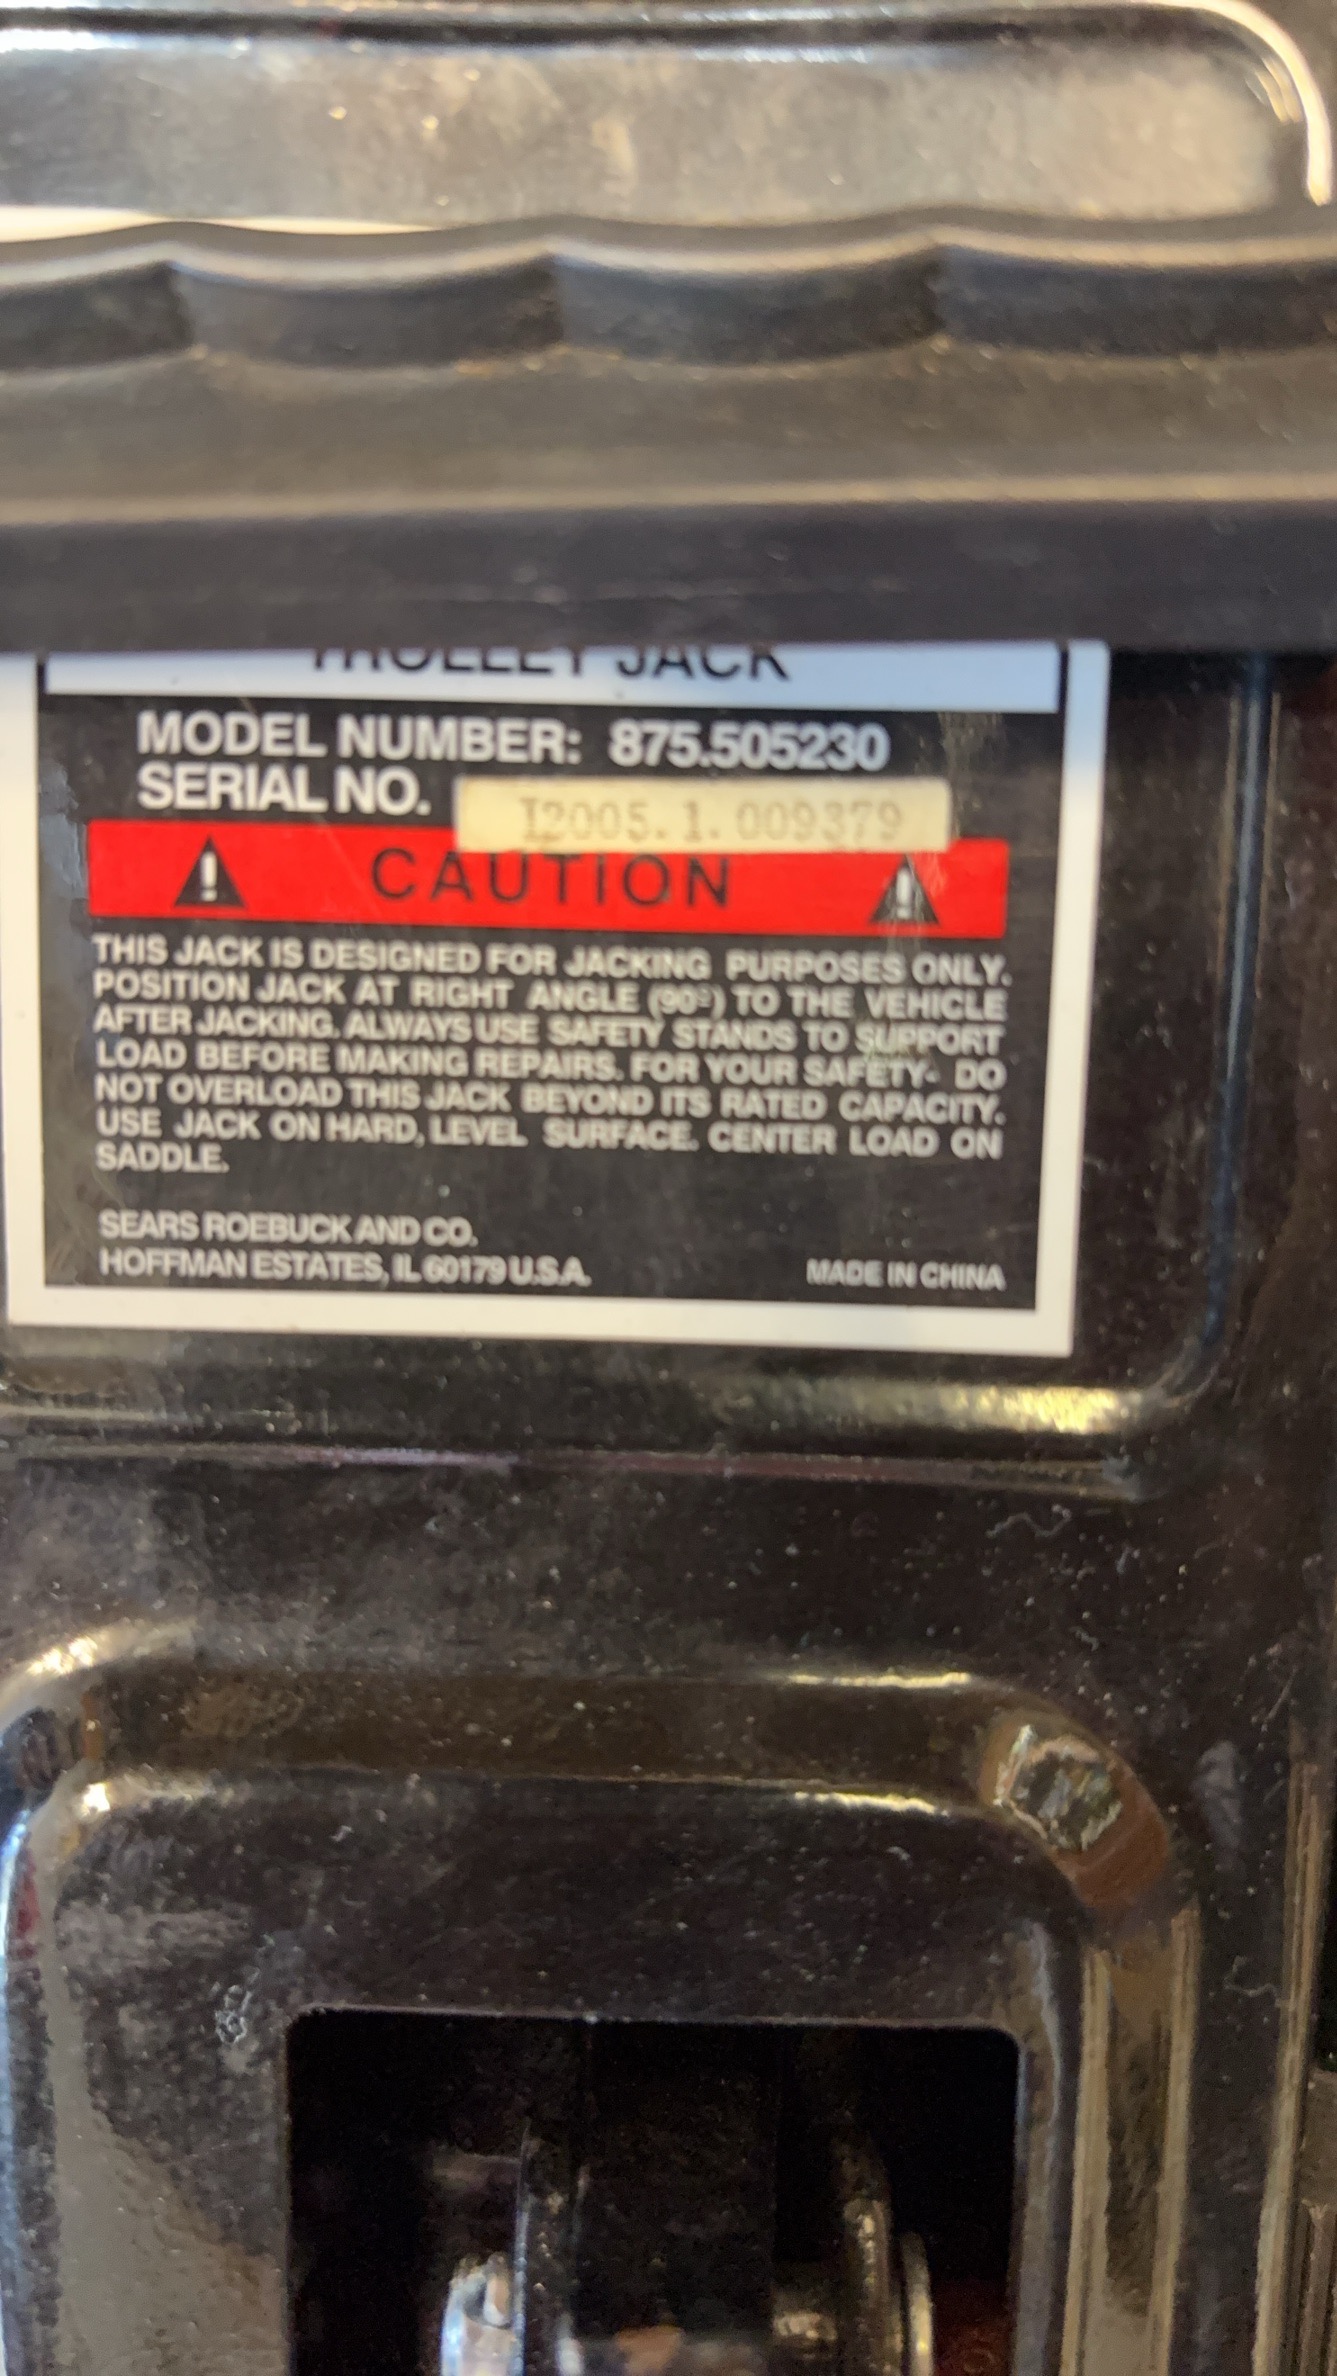 TROLLEY JACK
MODEL NUMBER: 875.505230
SERIAL NO. I2005.1.009379
CAUTION
THIS JACK IS DESIGNED FOR JACKING PURPOSES ONLY.
POSITION JACK AT RIGHT ANGLE (90°) TO THE VEHICLE
AFTER JACKING. ALWAYS USE SAFETY STANDS TO SUPPORT
LOAD BEFORE MAKING REPAIRS. FOR YOUR SAFETY- DO
NOT OVERLOAD THIS JACK BEYOND ITS RATED CAPACITY.
USE JACK ON HARD, LEVEL SURFACE. CENTER LOAD ON
SADDLE.
SEARS ROEBUCK AND CO.
HOFFMAN ESTATES, IL 60179 U.S.A.
MADE IN CHINA